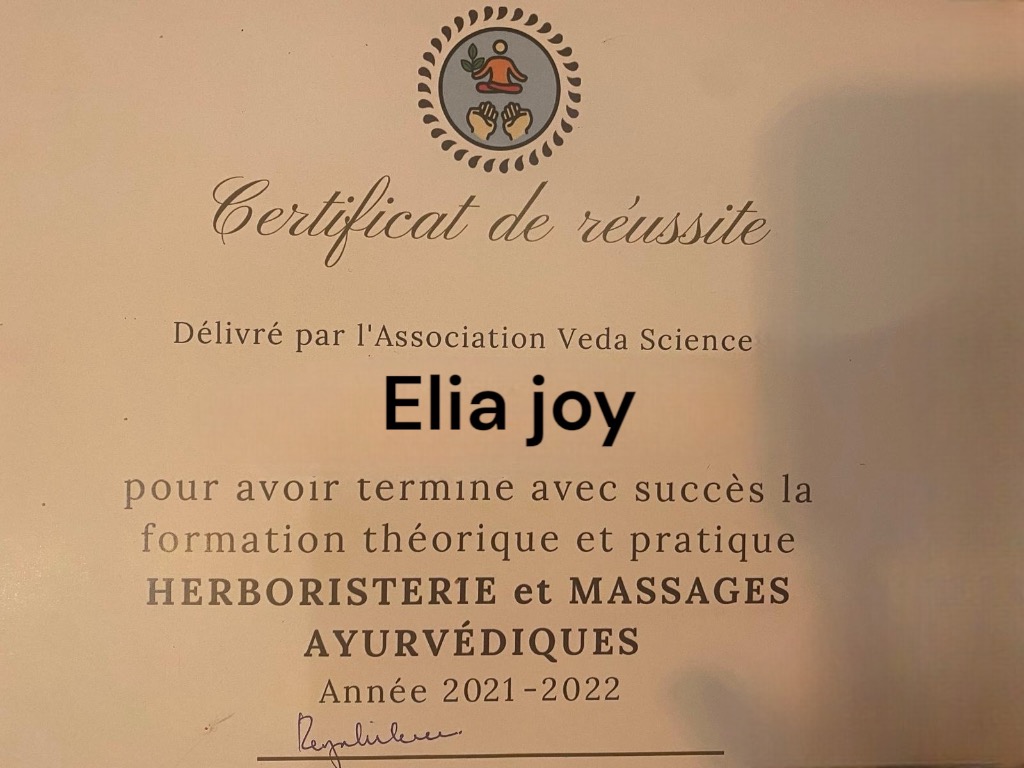 Certificat de réussite
Délivré par l'Association Veda Science
Elia joy
pour avoir termine avec succès la
formation théorique et pratique
HERBORISTERIE et MASSAGES
AYURVÉDIQUES
Année 2021-2022